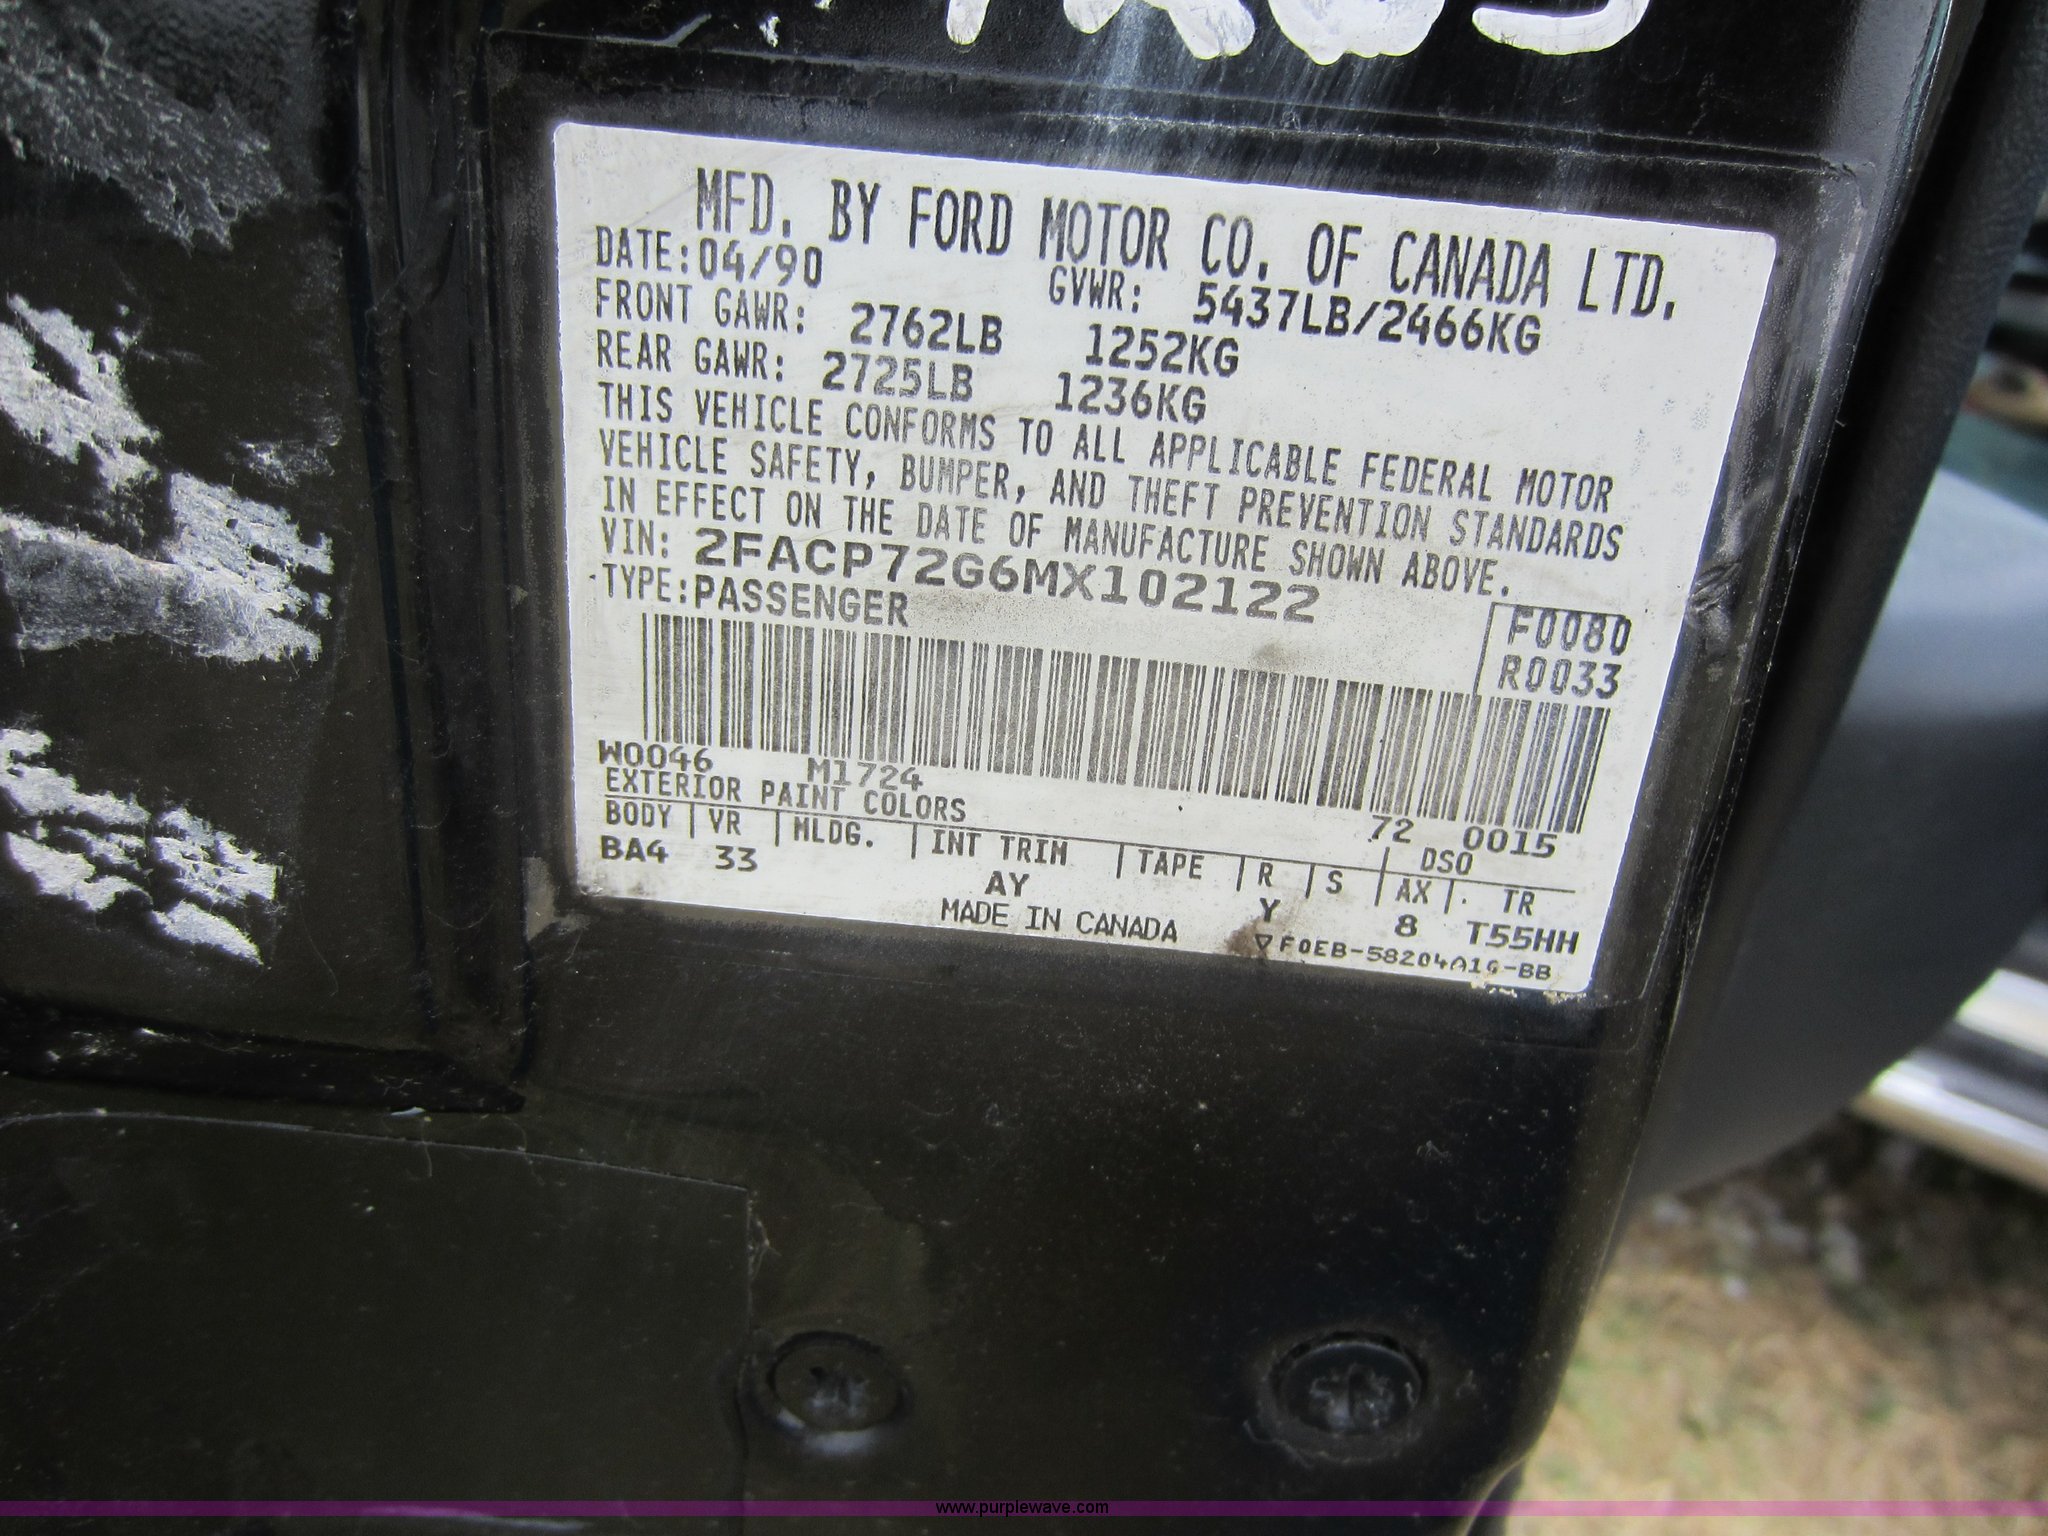 MFD. BY FORD MOTOR CO. OF CANADA LTD.
DATE:04/90 GVWR: 5437LB/2466KG
FRONT GAWR: 2762LB 1252KG
REAR GAWR: 2725LB 1236KG
THIS VEHICLE CONFORMS TO ALL APPLICABLE FEDERAL MOTOR
VEHICLE SAFETY, BUMPER, AND THEFT PREVENTION STANDARDS
IN EFFECT ON THE DATE OF MANUFACTURE SHOWN ABOVE.
VIN: 2FACP72G6MX102122
TYPE:PASSENGER
F0080
R0033
W0046 M1724 72 0015
EXTERIOR PAINT COLORS DSO
BODY VR MLDG. INT TRIM TAPE R S AX TR
BA4 33 AY Y 8 T55HH
MADE IN CANADA
www.purplewave.com